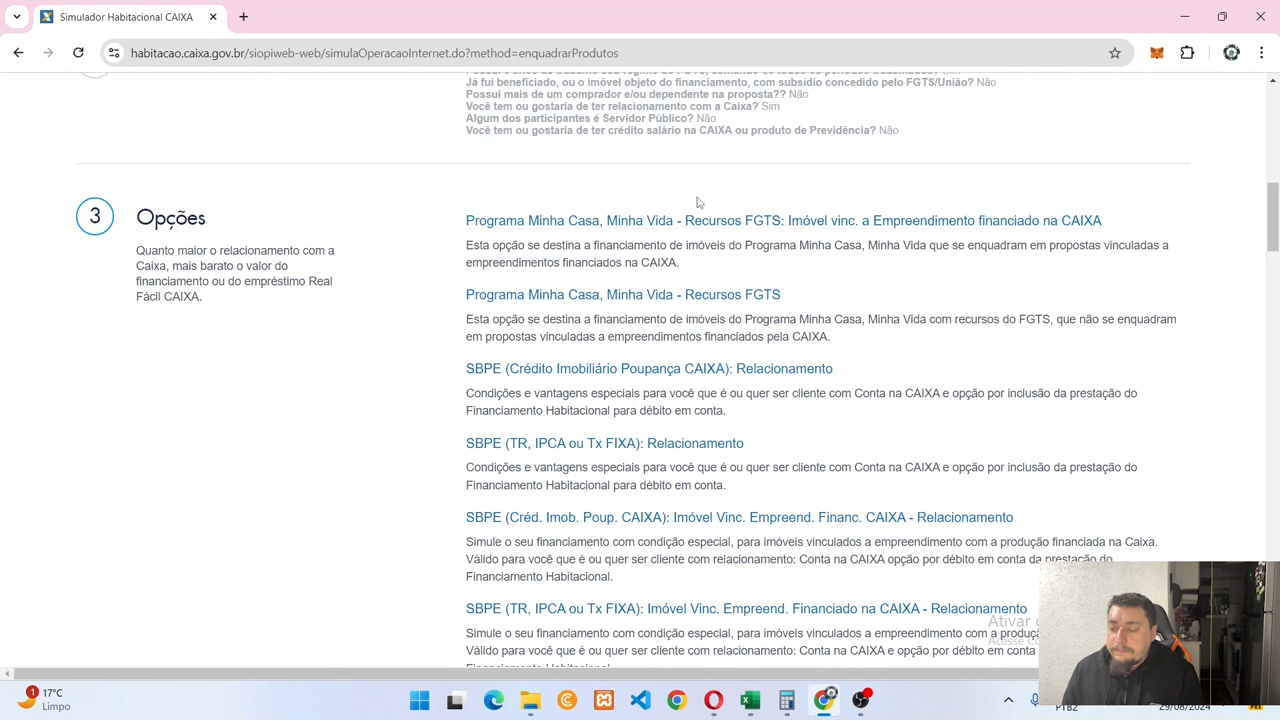 Simulador Habitacional CAIXA
habitacao.caixa.gov.br/siopiweb-web/simulaOperacaoInternet.do?method=enquadrarProdutos
Já fui beneficiado, ou o imóvel objeto do financiamento, com subsidio concedido pelo FGTS/União? Não
Possui mais de um comprador e/ou dependente na proposta?? Não
Você tem ou gostaria de ter relacionamento com a Caixa? Sim
Algum dos participantes é Servidor Público? Não
Você tem ou gostaria de ter crédito salário na CAIXA ou produto de Previdência? Não
3
Opções
Quanto maior o relacionamento com a
Caixa, mais barato o valor do
financiamento ou do empréstimo Real
Fácil CAIXA.
Programa Minha Casa, Minha Vida - Recursos FGTS: Imóvel vinc. a Empreendimento financiado na CAIXA
Esta opção se destina a financiamento de imóveis do Programa Minha Casa, Minha Vida que se enquadram em propostas vinculadas a
empreendimentos financiados na CAIXA.
Programa Minha Casa, Minha Vida - Recursos FGTS
Esta opção se destina a financiamento de imóveis do Programa Minha Casa, Minha Vida com recursos do FGTS, que não se enquadram
em propostas vinculadas a empreendimentos financiados pela CAIXA.
SBPE (Crédito Imobiliário Poupança CAIXA): Relacionamento
Condições e vantagens especiais para você que é ou quer ser cliente com Conta na CAIXA e opção por inclusão da prestação do
Financiamento Habitacional para débito em conta.
SBPE (TR, IPCA ou Tx FIXA): Relacionamento
Condições e vantagens especiais para você que é ou quer ser cliente com Conta na CAIXA e opção por inclusão da prestação do
Financiamento Habitacional para débito em conta.
SBPE (Créd. Imob. Poup. CAIXA): Imóvel Vinc. Empreend. Financ. CAIXA - Relacionamento
Simule o seu financiamento com condição especial, para imóveis vinculados a empreendimento com a produção financiada na Caixa.
Válido para você que é ou quer ser cliente com relacionamento: Conta na CAIXA opção por débito em conta da prestação do
Financiamento Habitacional.
SBPE (TR, IPCA ou Tx FIXA): Imóvel Vinc. Empreend. Financiado na CAIXA - Relacionamento
Ativar
Simule o seu financiamento com condição especial, para imóveis vinculados a empreendimento com a produ
Válido para você que é ou quer ser cliente com relacionamento: Conta na CAIXA opção por débito em conta
Financiamento Habitacional.
1
17°C
Limpo
PTB2
29/08/2024